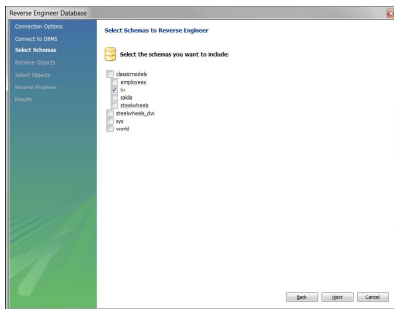 Reverse Engineer Database
Connection Options
Connect to DBMS
Select Schemas
Retrieve Objects
Select Objects
Reverse Engineer
Results
Select Schemas to Reverse Engineer
Select the schemas you want to include:
classicmodels
employees
hr
sakila
steelwheels
steelwheels_dw
sys
world
Back
Next
Cancel